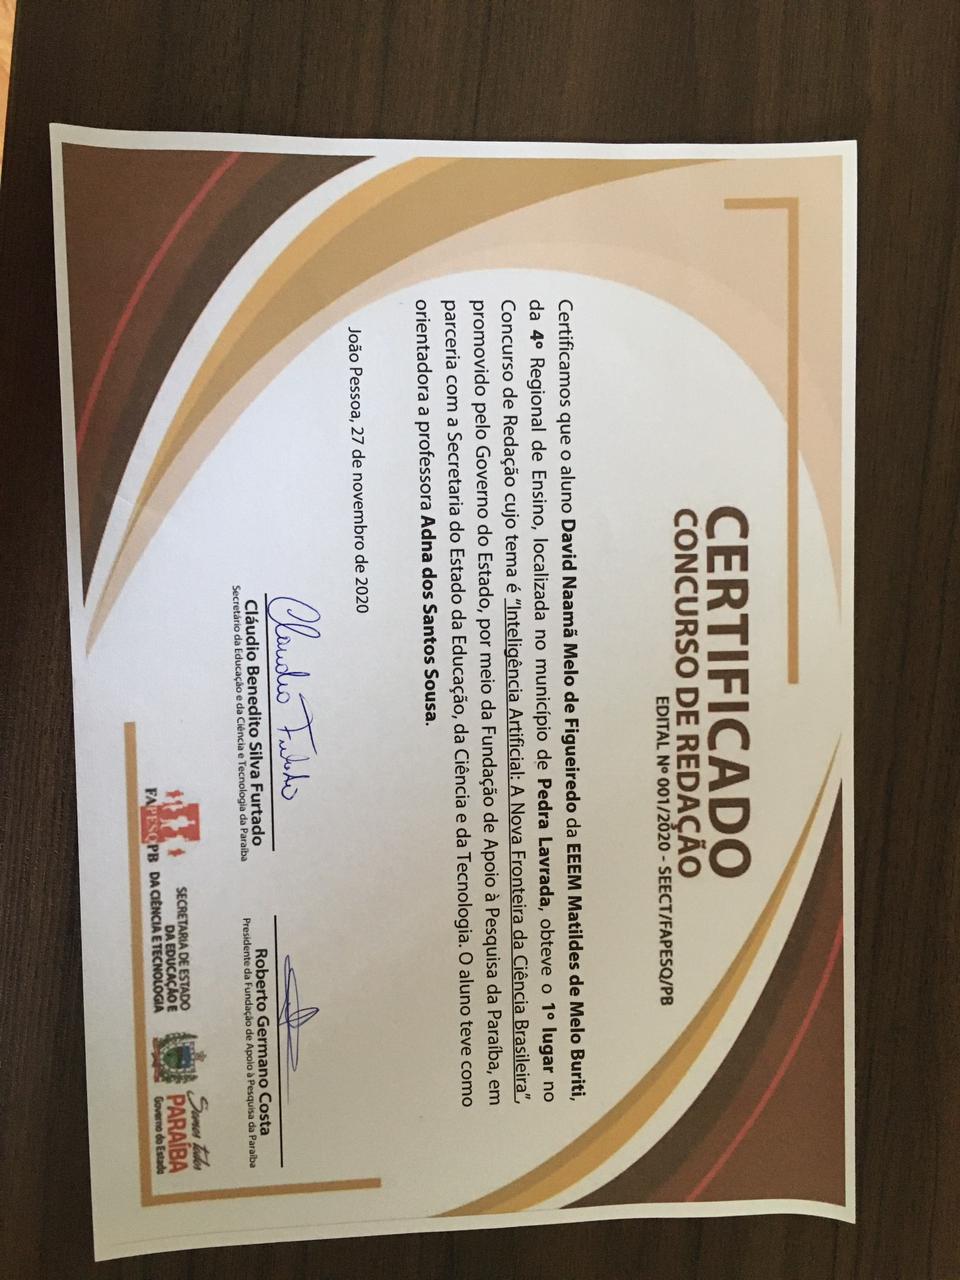 CERTIFICADO
CONCURSO DE REDAÇÃO
EDITAL Nº 001/2020 - SEECT/FAPESQ/PB
Certificamos que o aluno David Naamã Melo de Figueiredo da EEEM Matildes de Melo Buriti,
da 4º Regional de Ensino, localizada no município de Pedra Lavrada, obteve o 1º lugar no
Concurso de Redação cujo tema é “Inteligência Artificial: A Nova Fronteira da Ciência Brasileira”,
promovido pelo Governo do Estado, por meio da Fundação de Apoio à Pesquisa da Paraíba, em
parceria com a Secretaria do Estado da Educação, da Ciência e da Tecnologia. O aluno teve como
orientadora a professora Adna dos Santos Sousa.
João Pessoa, 27 de novembro de 2020
Claudio Furtado
Cláudio Benedito Silva Furtado
Secretário da Educação e da Ciência e Tecnologia da Paraíba
Roberto Germano Costa
Presidente da Fundação de Apoio à Pesquisa da Paraíba
FAPESQ PB
SECRETARIA DE ESTADO
DA EDUCAÇÃO E
DA CIÊNCIA E TECNOLOGIA
Somos todos
PARAÍBA
Governo do Estado